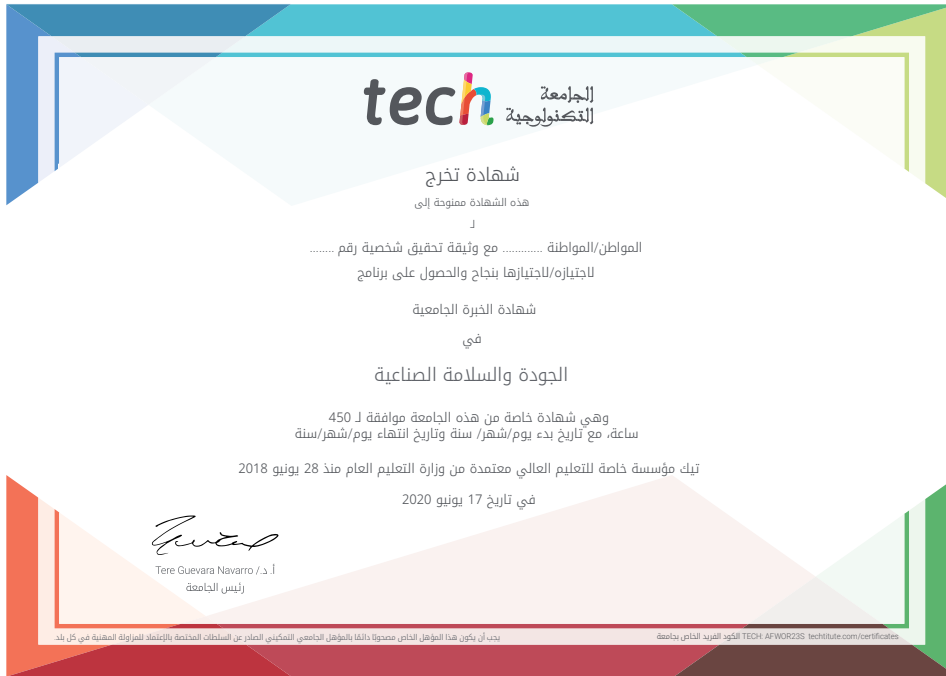 tech الجامعة
التكنولوجية
شهادة تخرج
هذه الشهادة ممنوحة إلى
لـ
المواطن/المواطنة ............. مع وثيقة تحقيق شخصية رقم ........
لاجتيازه/لاجتيازها بنجاح والحصول على برنامج
شهادة الخبرة الجامعية
في
الجودة والسلامة الصناعية
وهي شهادة خاصة من هذه الجامعة موافقة لـ 450
ساعة، مع تاريخ بدء يوم/شهر/ سنة وتاريخ انتهاء يوم/شهر/سنة
تيك مؤسسة خاصة للتعليم العالي معتمدة من وزارة التعليم العام منذ 28 يونيو 2018
في تاريخ 17 يونيو 2020
أ. د./ Tere Guevara Navarro
رئيس الجامعة
يجب أن يكون هذا المؤهل الخاص مصحوبًا دائمًا بالمؤهل الجامعي التمكيني الصادر عن السلطات المختصة بالإعتماد للمزاولة المهنية في كل بلد.
الكود الفريد الخاص بجامعة TECH: AFWOR23S techtitute.com/certificates